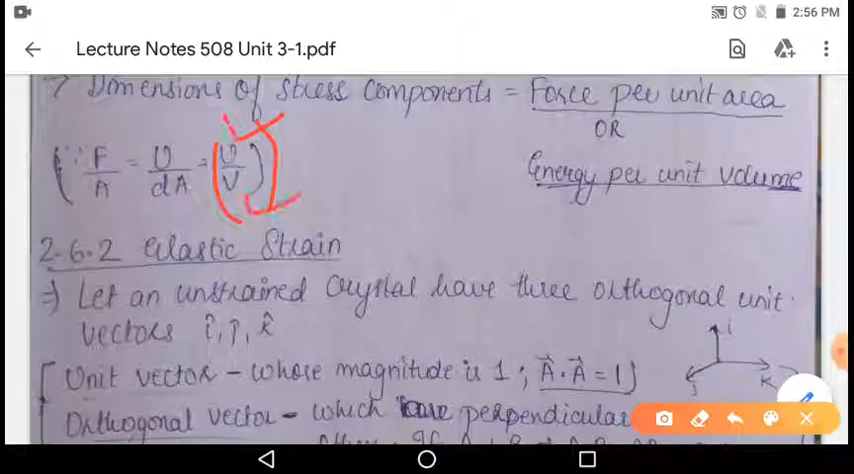 2:56 PM
Lecture Notes 508 Unit 3-1.pdf
→ Dimensions of stress components = Force per unit area
OR
Energy per unit volume
(∵ F/A = U/dA = (U/V)
2.6.2 Elastic Strain
⇒ Let an unstrained crystal have three orthogonal unit
vectors î, ĵ, k̂
[Unit vector - whose magnitude is 1; A⃗·A⃗ = 1)
i
j
k
Orthogonal vector - which are perpendicular